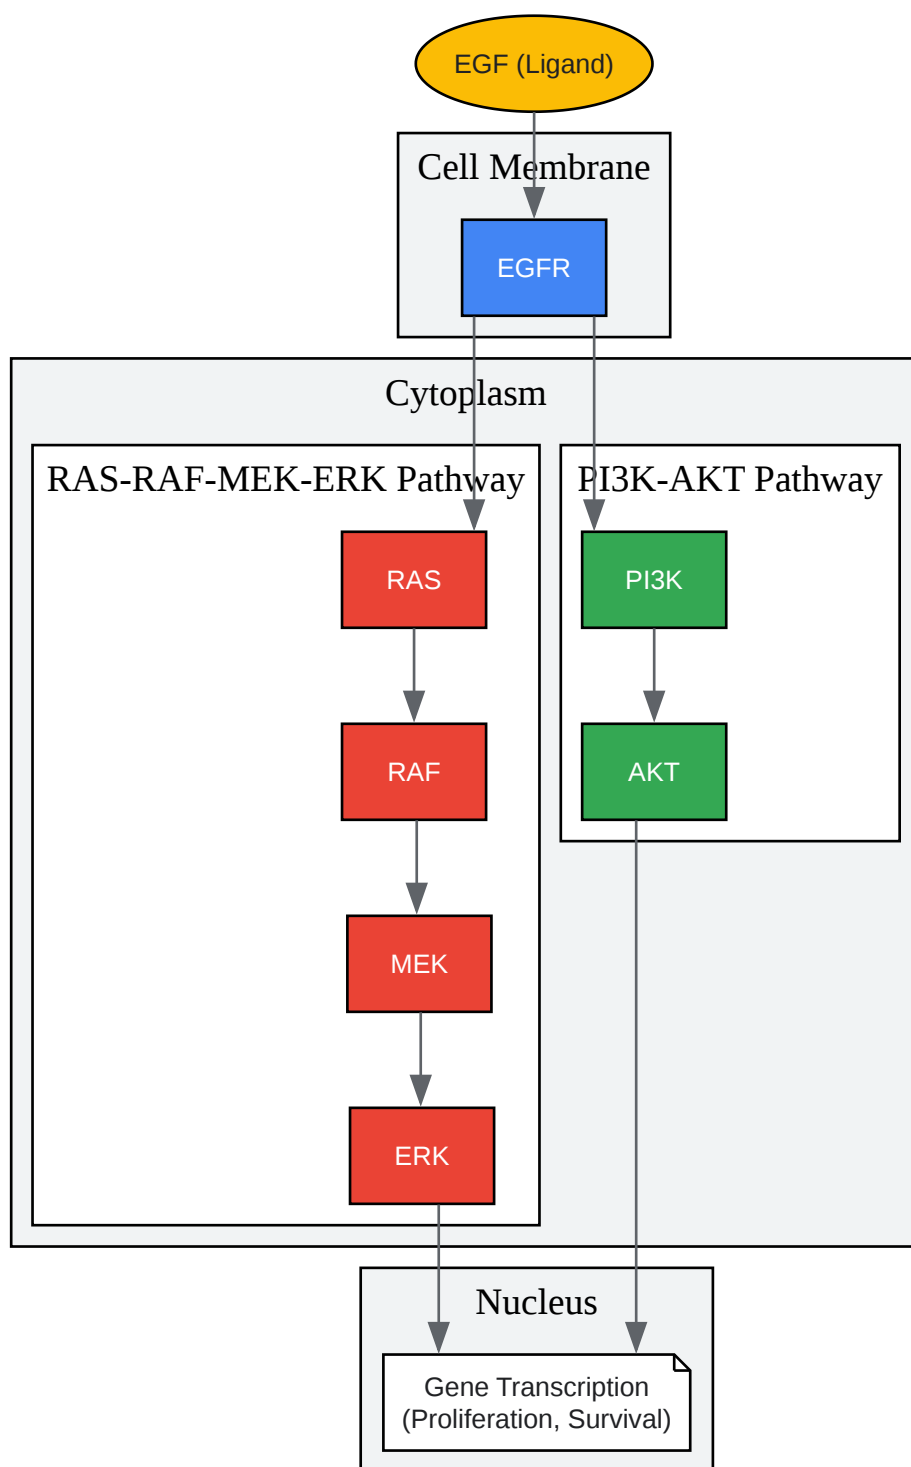 EGF (Ligand)
Cell Membrane
EGFR
Cytoplasm
RAS-RAF-MEK-ERK Pathway
PI3K-AKT Pathway
RAS
PI3K
RAF
AKT
MEK
ERK
Nucleus
Gene Transcription
(Proliferation, Survival)